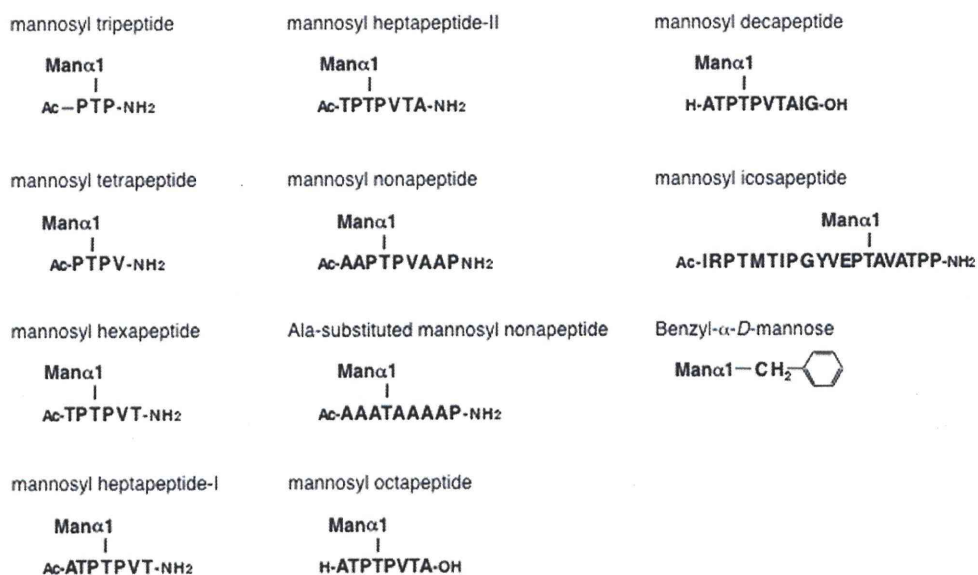 mannosyl tripeptide
Manα1
Ac–PTP-NH2
mannosyl tetrapeptide
Manα1
Ac-PTPV-NH2
mannosyl hexapeptide
Manα1
Ac-TPTPVT-NH2
mannosyl heptapeptide-I
Manα1
Ac-ATPTPVT-NH2
mannosyl heptapeptide-II
Manα1
Ac-TPTPVTA-NH2
mannosyl nonapeptide
Manα1
Ac-AAPTPVAAPNH2
Ala-substituted mannosyl nonapeptide
Manα1
Ac-AAATAAAAP-NH2
mannosyl octapeptide
Manα1
H-ATPTPVTA-OH
mannosyl decapeptide
Manα1
H-ATPTPVTAIG-OH
mannosyl icosapeptide
Manα1
Ac-IRPTMTIPGYVEPTAVATPP-NH2
Benzyl-α-D-mannose
Manα1—CH2